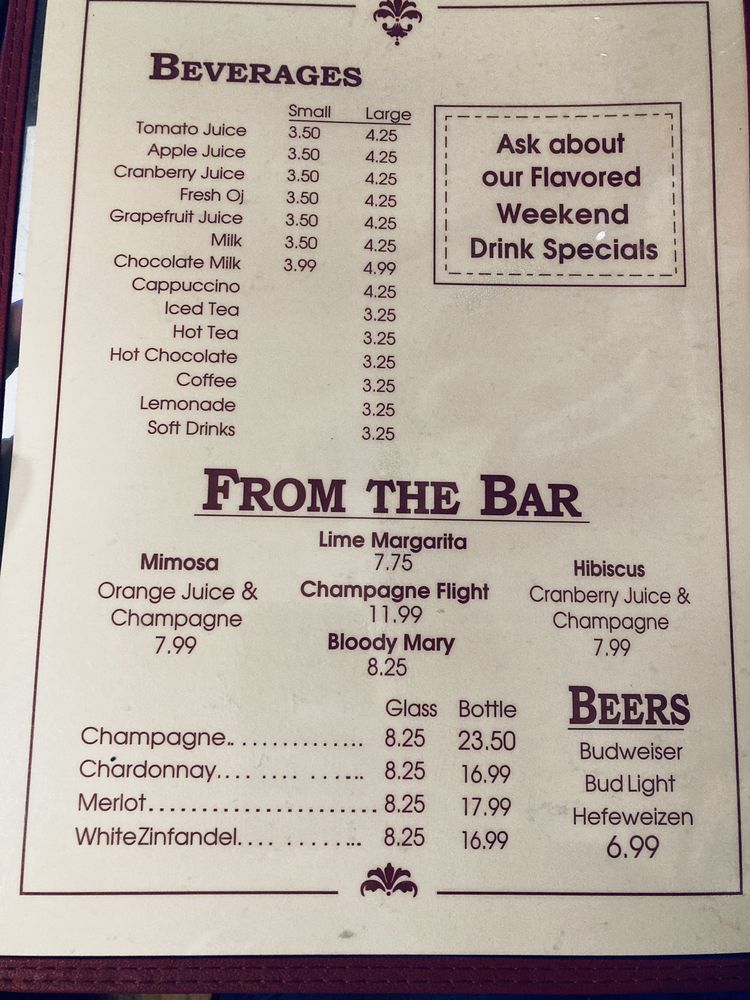 BEVERAGES
Small Large
Tomato Juice 3.50 4.25
Apple Juice 3.50 4.25
Cranberry Juice 3.50 4.25
Fresh Oj 3.50 4.25
Grapefruit Juice 3.50 4.25
Milk 3.50 4.25
Chocolate Milk 3.99 4.99
Cappuccino 4.25
Iced Tea 3.25
Hot Tea 3.25
Hot Chocolate 3.25
Coffee 3.25
Lemonade 3.25
Soft Drinks 3.25
Ask about
our Flavored
Weekend
Drink Specials
FROM THE BAR
Mimosa
Orange Juice &
Champagne
7.99
Lime Margarita
7.75
Champagne Flight
11.99
Bloody Mary
8.25
Hibiscus
Cranberry Juice &
Champagne
7.99
Glass Bottle
Champagne.. . . . . . . . . . . . . . . . 8.25 23.50
Chardonnay.... . . . . . . . . .... 8.25 16.99
Merlot. . . . . . . . . . . . . . . . . . . . . . . 8.25 17.99
WhiteZinfandel.... . . . . . . . ... 8.25 16.99
BEERS
Budweiser
Bud Light
Hefeweizen
6.99